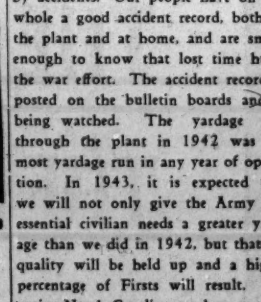 whole a good accident record, both
the plant and at home, and are
enough to know that lost time
the war effort. The accident
posted on the bulletin boards
being watched. The yardage
through the plant in 1942 was
most yardage run in any year of
tion. In 1943, it is expected
we will not only give the Army
essential civilian needs a greater
age than we did in 1942, but that
quality will be held up and a
percentage of Firsts will result.